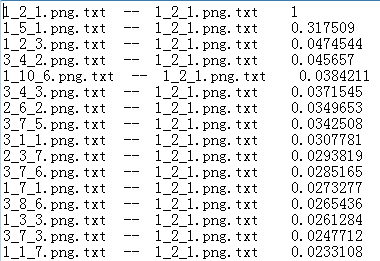 1_2_1.png.txt -- 1_2_1.png.txt 1
1_5_1.png.txt -- 1_2_1.png.txt 0.317509
1_2_3.png.txt -- 1_2_1.png.txt 0.0474544
3_4_2.png.txt -- 1_2_1.png.txt 0.045657
1_10_6.png.txt -- 1_2_1.png.txt 0.0384211
3_4_3.png.txt -- 1_2_1.png.txt 0.0371545
2_6_2.png.txt -- 1_2_1.png.txt 0.0349653
3_7_5.png.txt -- 1_2_1.png.txt 0.0342508
3_1_1.png.txt -- 1_2_1.png.txt 0.0307781
2_3_7.png.txt -- 1_2_1.png.txt 0.0293819
3_7_6.png.txt -- 1_2_1.png.txt 0.0285165
1_7_1.png.txt -- 1_2_1.png.txt 0.0273277
3_8_6.png.txt -- 1_2_1.png.txt 0.0265436
1_3_3.png.txt -- 1_2_1.png.txt 0.0261284
3_7_3.png.txt -- 1_2_1.png.txt 0.0247712
1_1_7.png.txt -- 1_2_1.png.txt 0.0233108